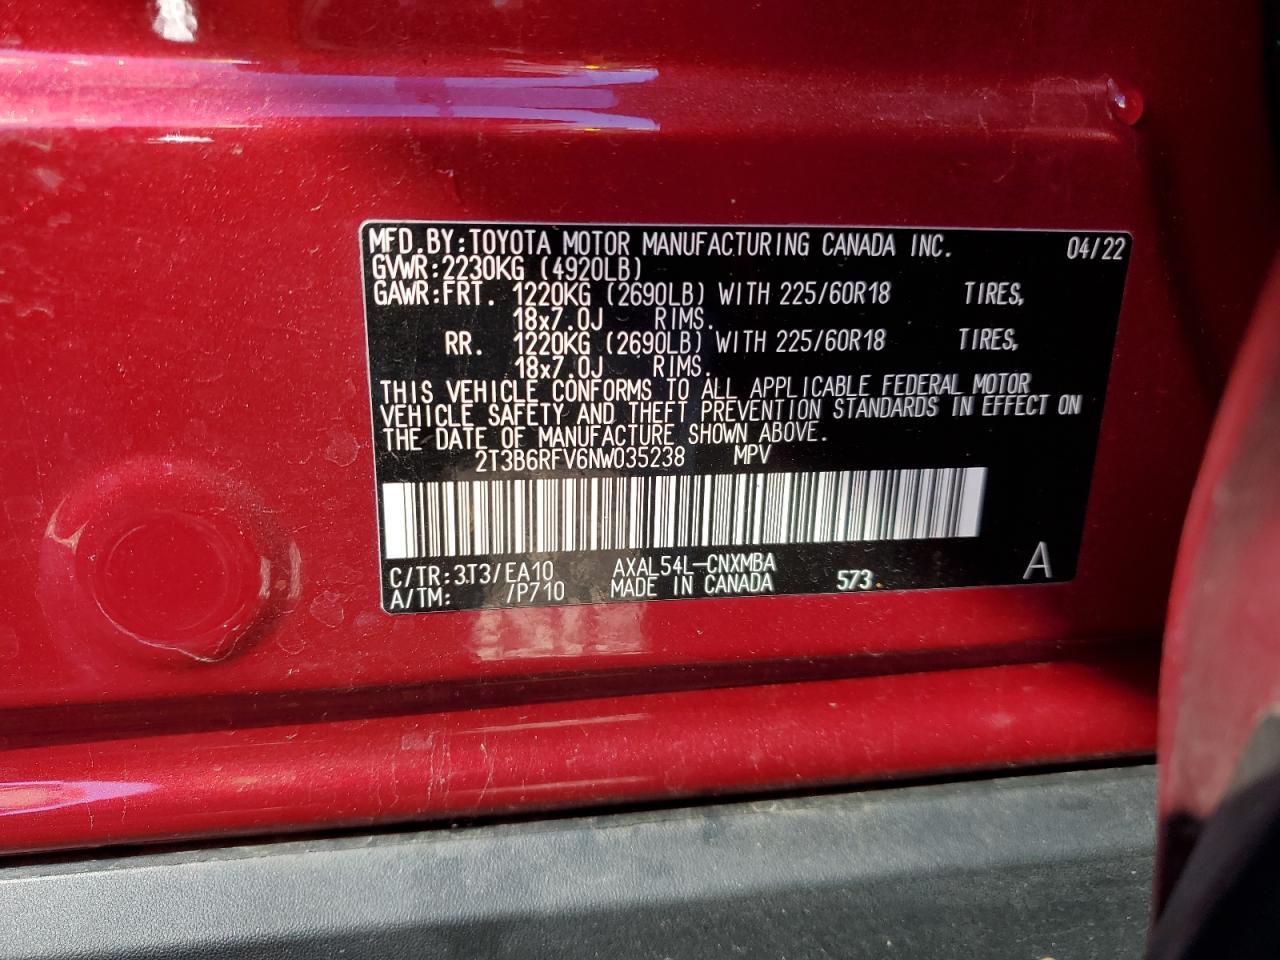 MFD.BY:TOYOTA MOTOR MANUFACTURING CANADA INC. 04/22
GVWR:2230KG (4920LB)
GAWR:FRT. 1220KG (2690LB) WITH 225/60R18 TIRES,
18x7.0J RIMS.
RR. 1220KG (2690LB) WITH 225/60R18 TIRES,
18x7.0J RIMS.
THIS VEHICLE CONFORMS TO ALL APPLICABLE FEDERAL MOTOR
VEHICLE SAFETY AND THEFT PREVENTION STANDARDS IN EFFECT ON
THE DATE OF MANUFACTURE SHOWN ABOVE.
2T3B6RFV6NW035238 MPV
C/TR:3T3/EA10 AXAL54L-CNXMBA
A/TM: /P710 MADE IN CANADA 573 A